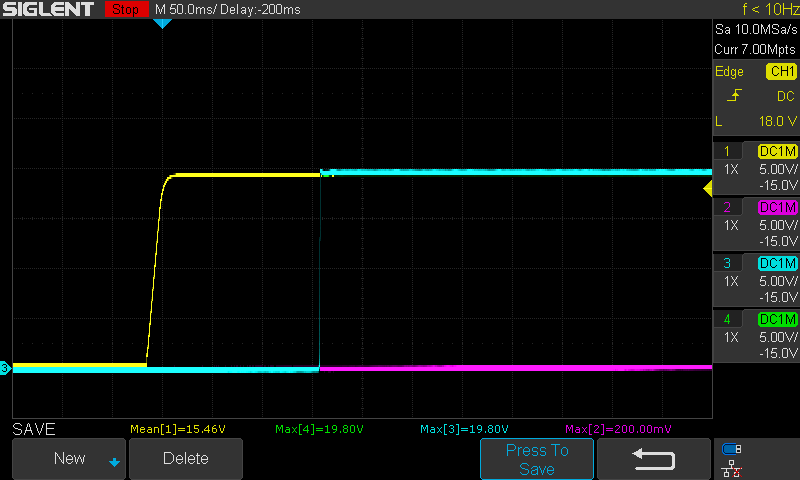 SIGLENT Stop M 50.0ms/ Delay:-200ms f < 10Hz
Sa 10.0MSa/s
Curr 7.00Mpts
Edge CH1
DC
L 18.0 V
1 DC1M
1X 5.00V/
-15.0V
2 DC1M
1X 5.00V/
-15.0V
3 DC1M
1X 5.00V/
-15.0V
4 DC1M
1X 5.00V/
-15.0V
3
SAVE Mean[1]=15.46V Max[4]=19.80V Max[3]=19.80V Max[2]=200.00mV
New Delete Press To
Save